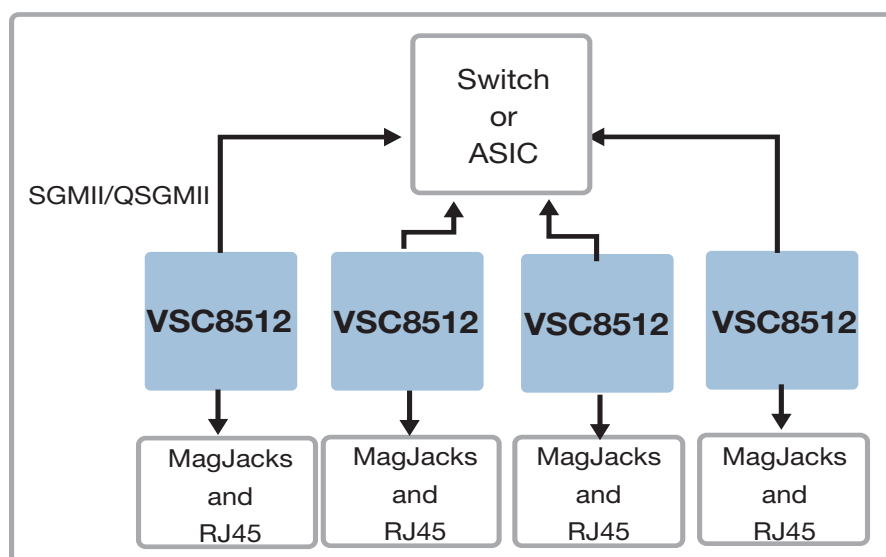 Switch
or
ASIC
SGMII/QSGMII
VSC8512
VSC8512
VSC8512
VSC8512
MagJacks
and
RJ45
MagJacks
and
RJ45
MagJacks
and
RJ45
MagJacks
and
RJ45